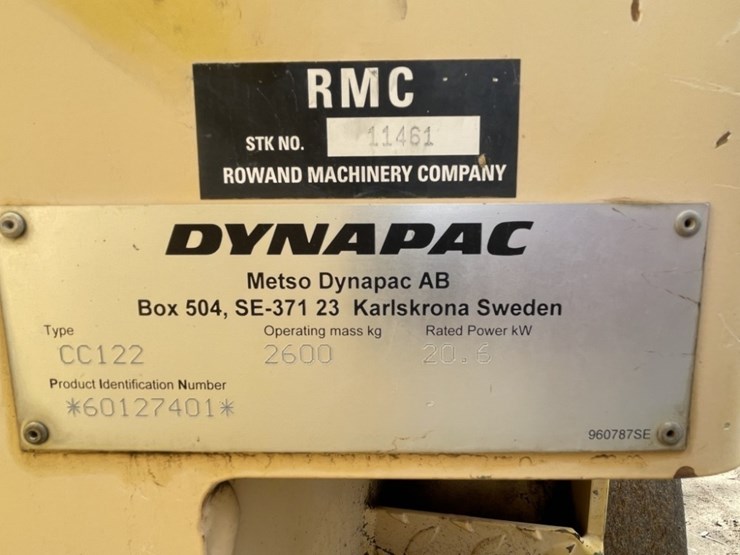 RMC
STK NO. 11461
ROWAND MACHINERY COMPANY
DYNAPAC
Metso Dynapac AB
Box 504, SE-371 23 Karlskrona Sweden
Type Operating mass kg Rated Power kW
CC122 2600 20.6
Product Identification Number
*60127401*
960787SE